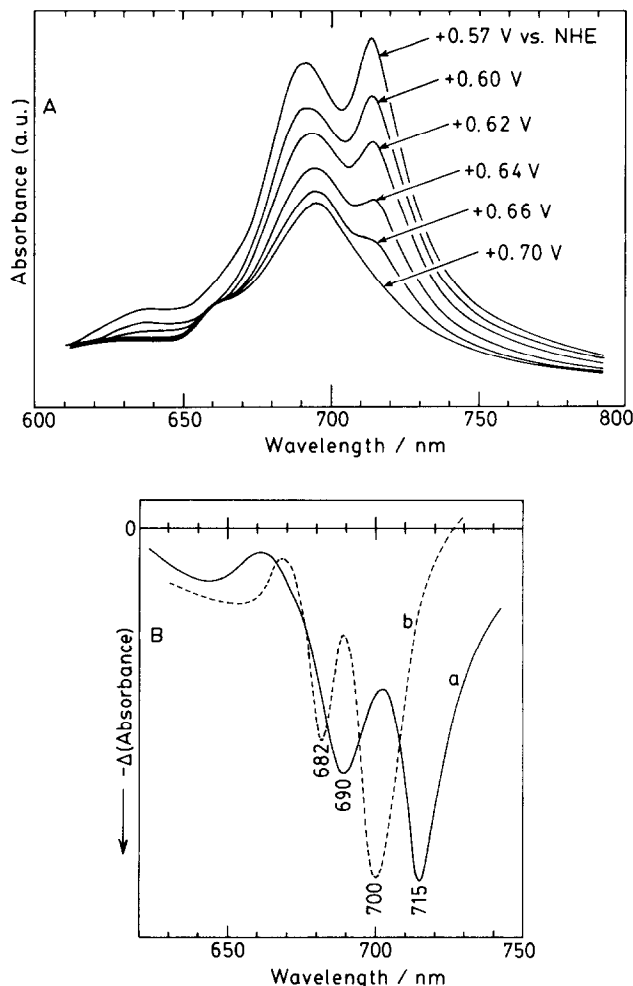 A
Absorbance (a.u.)
+0.57 V vs. NHE
+0.60 V
+0.62 V
+0.64 V
+0.66 V
+0.70 V
600
650
700
750
800
Wavelength / nm
0
B
-Δ(Absorbance)
b
a
682
690
700
715
650
700
750
Wavelength / nm